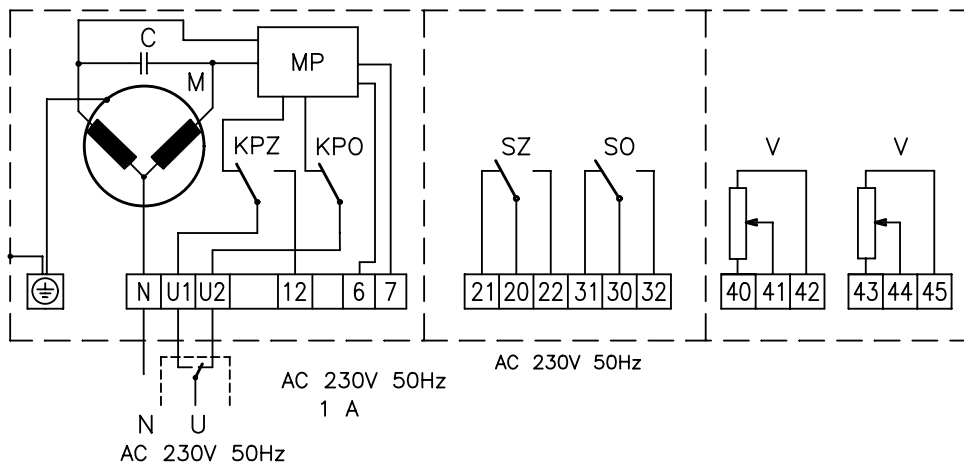 C
MP
M
KPZ
KPO
SZ
SO
V
V
N U1 U2 12 6 7
21 20 22 31 30 32
40 41 42
43 44 45
AC 230V 50Hz
1 A
AC 230V 50Hz
N U
AC 230V 50Hz